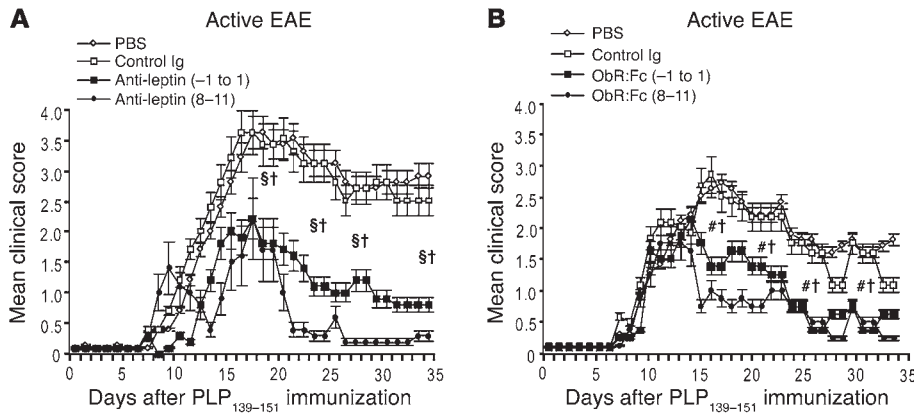 A
Active EAE
PBS
Control Ig
Anti-leptin (–1 to 1)
Anti-leptin (8–11)
Mean clinical score
4.0
3.5
3.0
2.5
2.0
1.5
1.0
0.5
0
§†
§†
§†
§†
0 5 10 15 20 25 30 35
Days after PLP139–151 immunization
B
Active EAE
PBS
Control Ig
ObR:Fc (–1 to 1)
ObR:Fc (8–11)
Mean clinical score
4.0
3.5
3.0
2.5
2.0
1.5
1.0
0.5
0
#†
#†
#†
#†
0 5 10 15 20 25 30 35
Days after PLP139–151 immunization